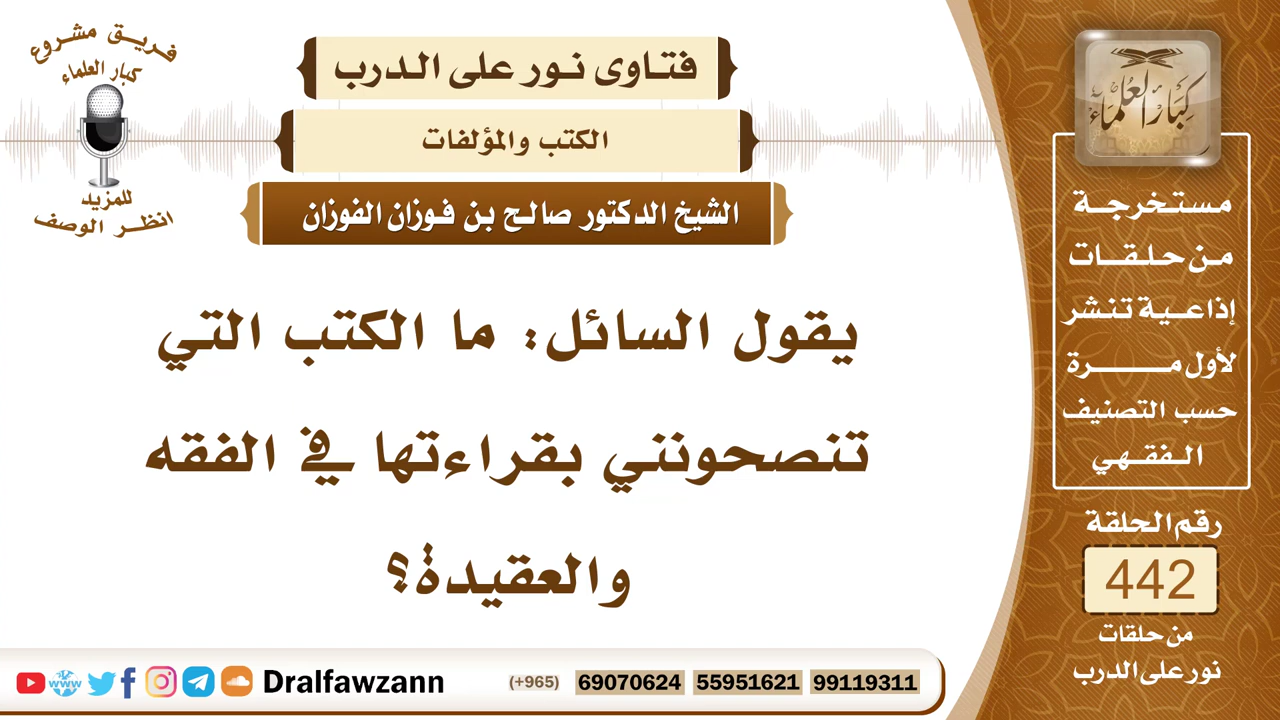 فريق مشروع
كبار العلماء
للمزيد
انظر الوصف
فتاوى نور على الدرب
الكتب والمؤلفات
الشيخ الدكتور صالح بن فوزان الفوزان
يقول السائل: ما الكتب التي
تنصحونني بقراءتها في الفقه
والعقيدة؟
كبار العلماء
مستخرجة
من حلقات
إذاعية تنشر
لأول مرة
حسب التصنيف
الفقهي
رقم الحلقة
442
من حلقات
نور على الدرب
www Dralfawzann (+965) 69070624 55951621 99119311